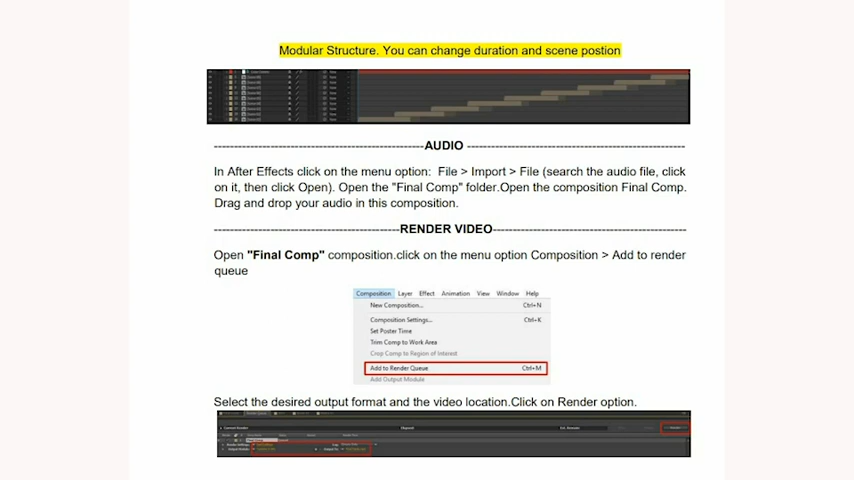 Modular Structure. You can change duration and scene postion
AUDIO
In After Effects click on the menu option: File > Import > File (search the audio file, click
on it, then click Open). Open the "Final Comp" folder.Open the composition Final Comp.
Drag and drop your audio in this composition.
RENDER VIDEO
Open "Final Comp" composition.click on the menu option Composition > Add to render
queue
Composition Layer Effect Animation View Window Help
New Composition... Ctrl+N
Composition Settings... Ctrl+K
Set Poster Time
Trim Comp to Work Area
Crop Comp to Region of Interest
Add to Render Queue Ctrl+M
Add Output Module
Select the desired output format and the video location.Click on Render option.